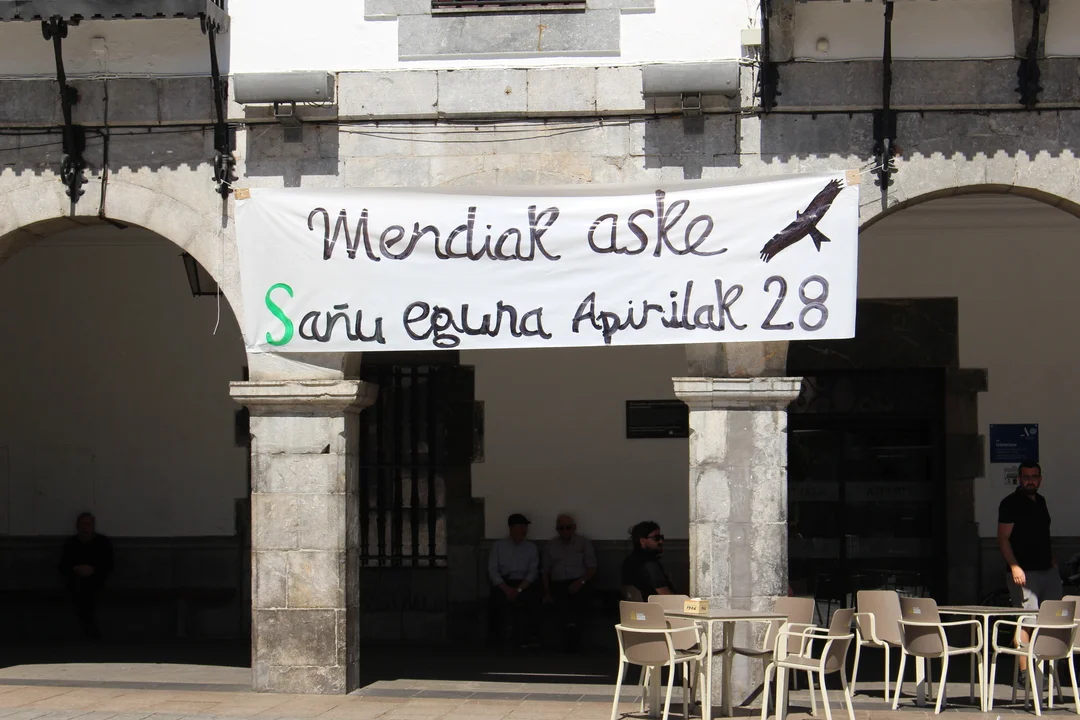 Mendiak aske
Sañu egura Apirilak 28